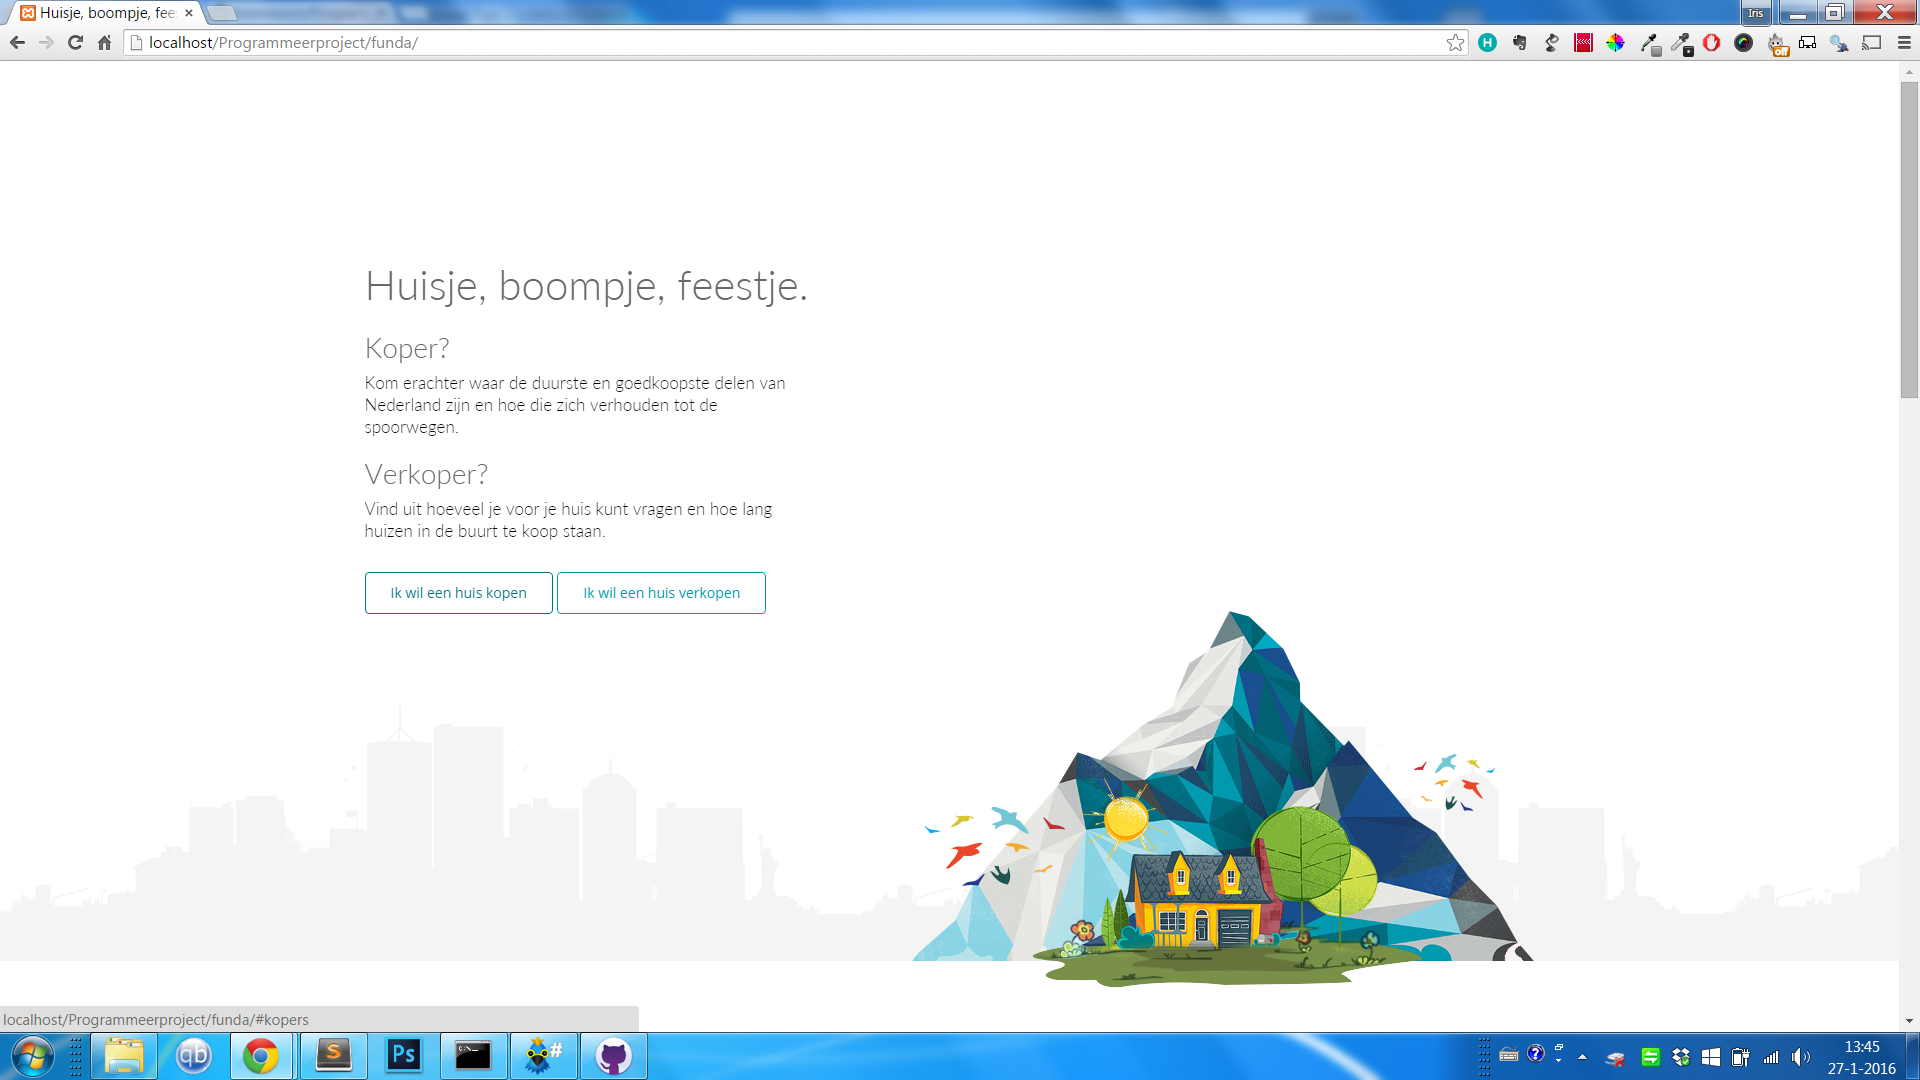 Huisje, boompje, fee
Iris
localhost/Programmeerproject/funda/
H
off
Huisje, boompje, feestje.
Koper?
Kom erachter waar de duurste en goedkoopste delen van
Nederland zijn en hoe die zich verhouden tot de
spoorwegen.
Verkoper?
Vind uit hoeveel je voor je huis kunt vragen en hoe lang
huizen in de buurt te koop staan.
Ik wil een huis kopen Ik wil een huis verkopen
localhost/Programmeerproject/funda/#kopers
qb
S
Ps
C:\
#
?
13:45
27-1-2016